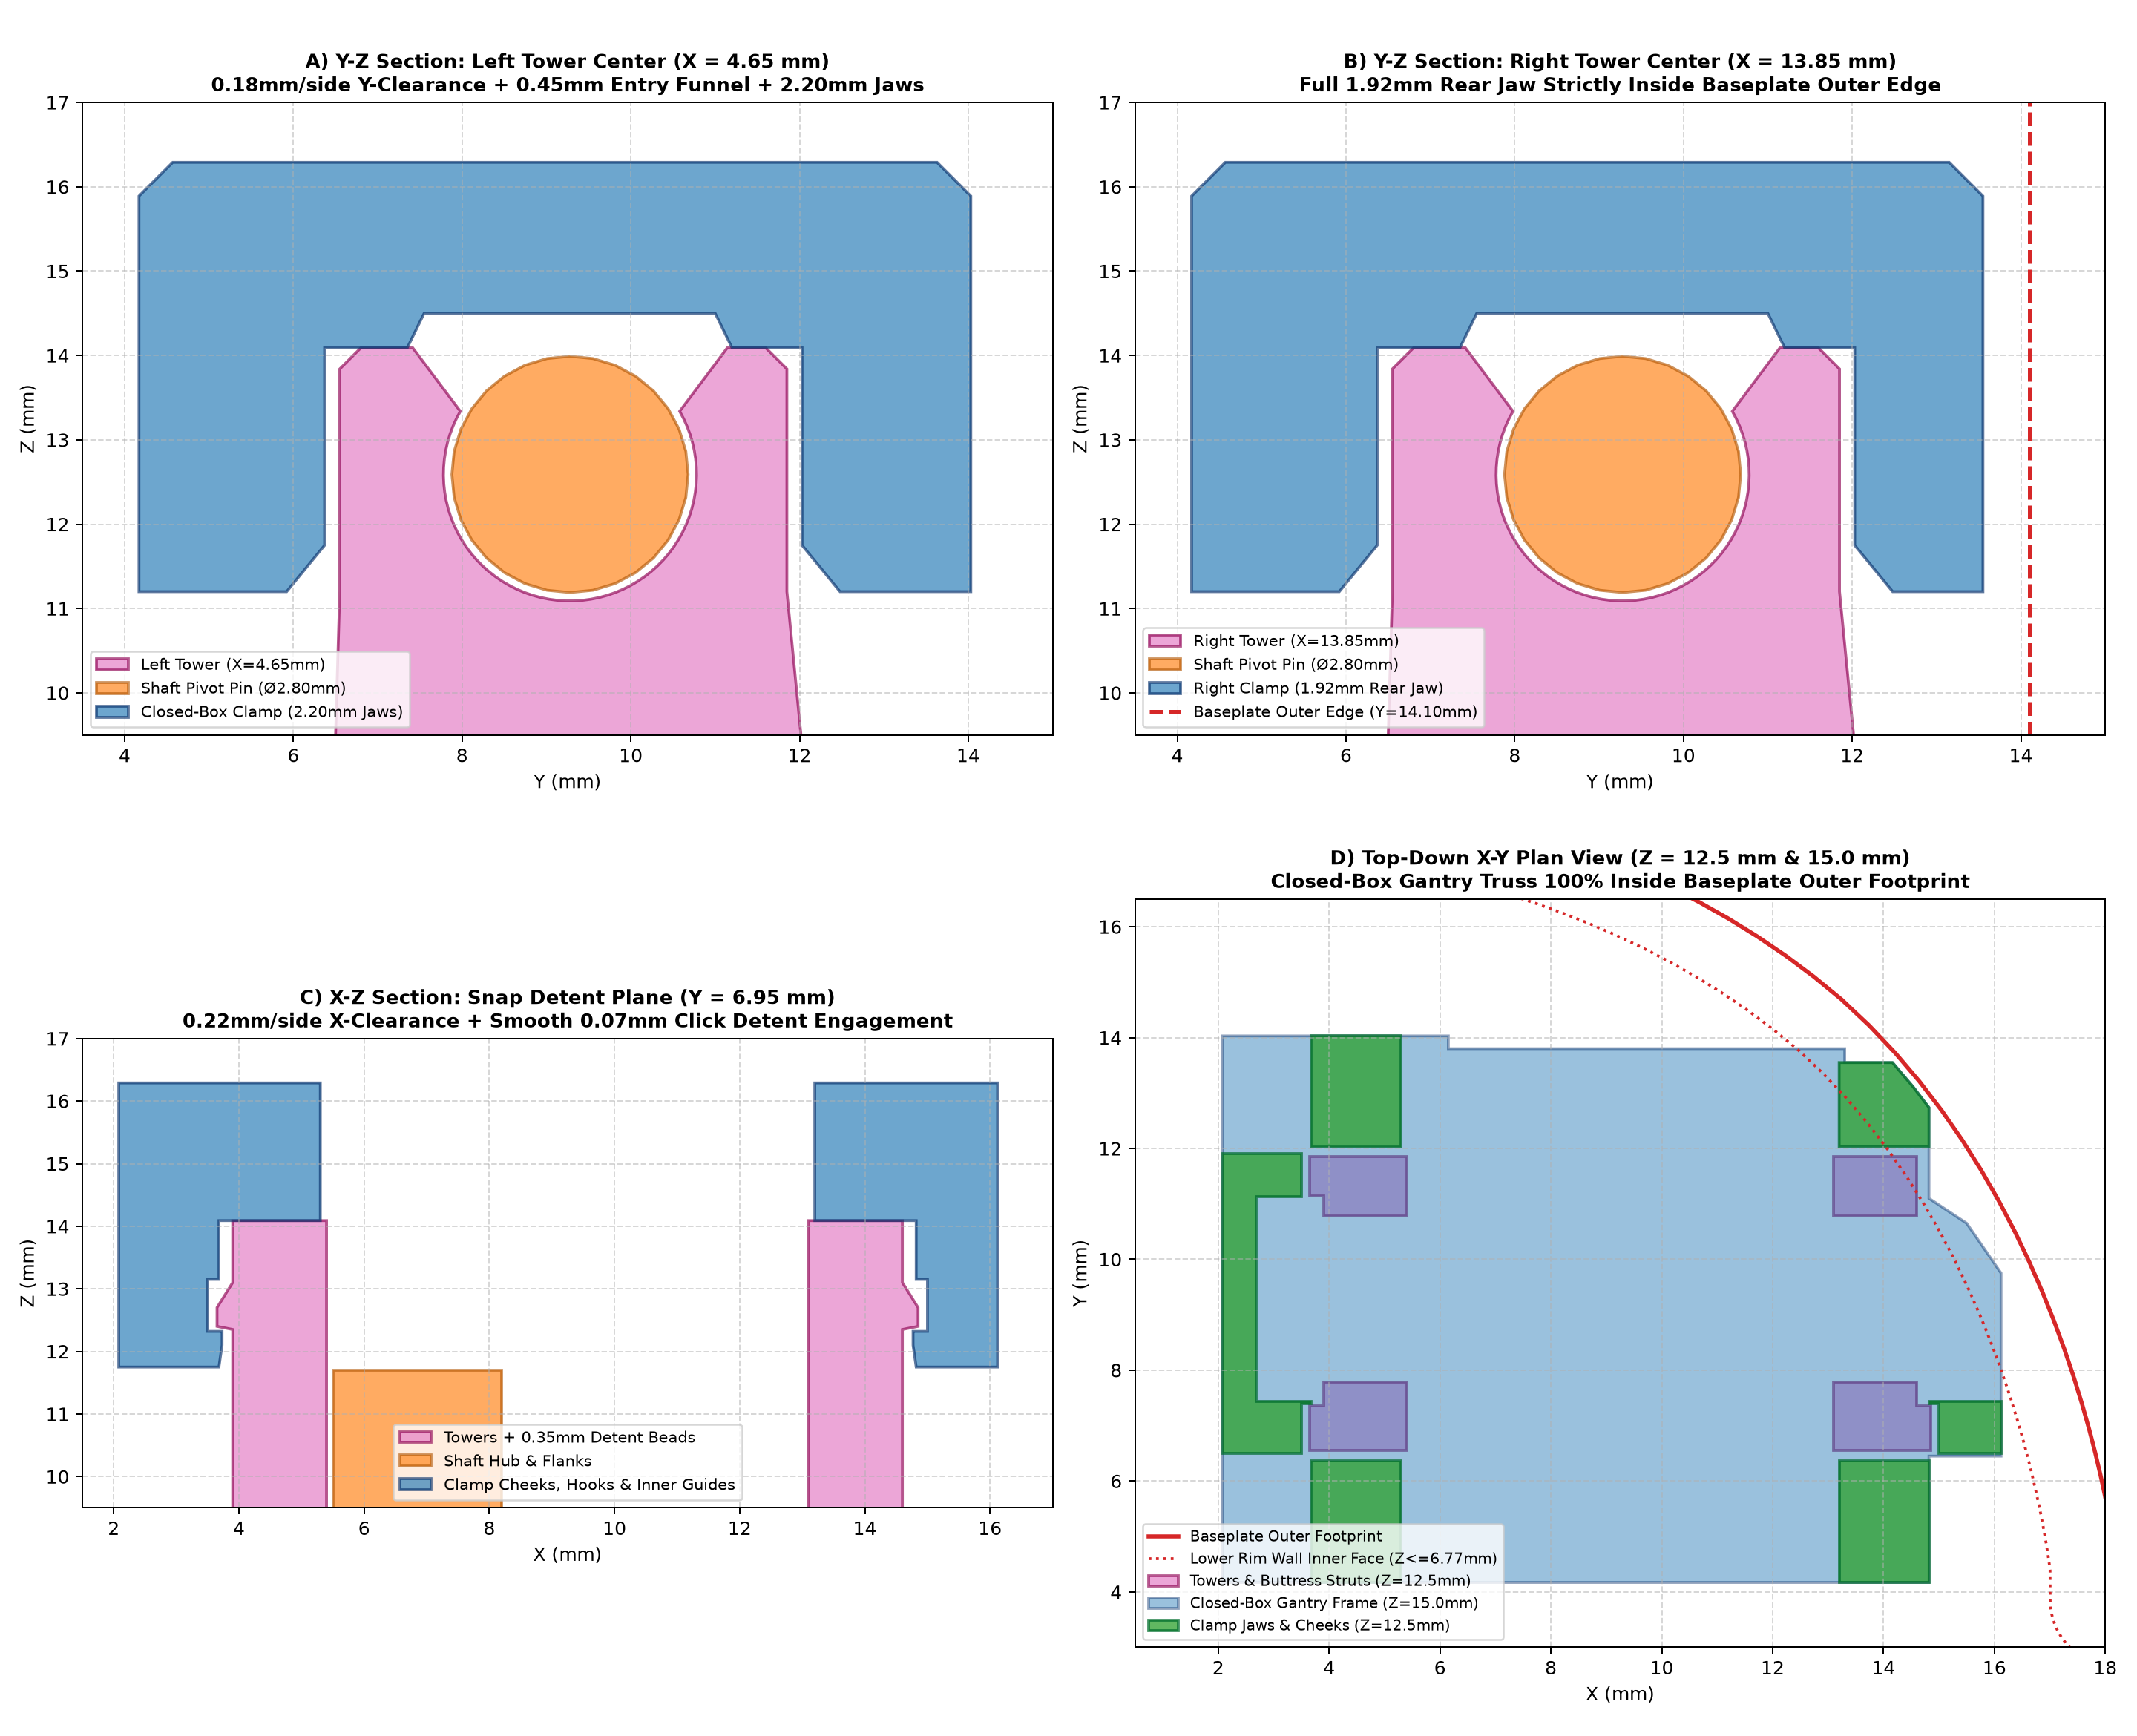 A) Y-Z Section: Left Tower Center (X = 4.65 mm)
0.18mm/side Y-Clearance + 0.45mm Entry Funnel + 2.20mm Jaws
17
16
15
14
13
12
11
10
Z (mm)
Left Tower (X=4.65mm)
Shaft Pivot Pin (Ø2.80mm)
Closed-Box Clamp (2.20mm Jaws)
4 6 8 10 12 14
Y (mm)
B) Y-Z Section: Right Tower Center (X = 13.85 mm)
Full 1.92mm Rear Jaw Strictly Inside Baseplate Outer Edge
17
16
15
14
13
12
11
10
Z (mm)
Right Tower (X=13.85mm)
Shaft Pivot Pin (Ø2.80mm)
Right Clamp (1.92mm Rear Jaw)
Baseplate Outer Edge (Y=14.10mm)
4 6 8 10 12 14
Y (mm)
C) X-Z Section: Snap Detent Plane (Y = 6.95 mm)
0.22mm/side X-Clearance + Smooth 0.07mm Click Detent Engagement
17
16
15
14
13
12
11
10
Z (mm)
Towers + 0.35mm Detent Beads
Shaft Hub & Flanks
Clamp Cheeks, Hooks & Inner Guides
2 4 6 8 10 12 14 16
X (mm)
D) Top-Down X-Y Plan View (Z = 12.5 mm & 15.0 mm)
Closed-Box Gantry Truss 100% Inside Baseplate Outer Footprint
16
14
12
10
8
6
4
Y (mm)
Baseplate Outer Footprint
Lower Rim Wall Inner Face (Z<=6.77mm)
Towers & Buttress Struts (Z=12.5mm)
Closed-Box Gantry Frame (Z=15.0mm)
Clamp Jaws & Cheeks (Z=12.5mm)
2 4 6 8 10 12 14 16 18
X (mm)